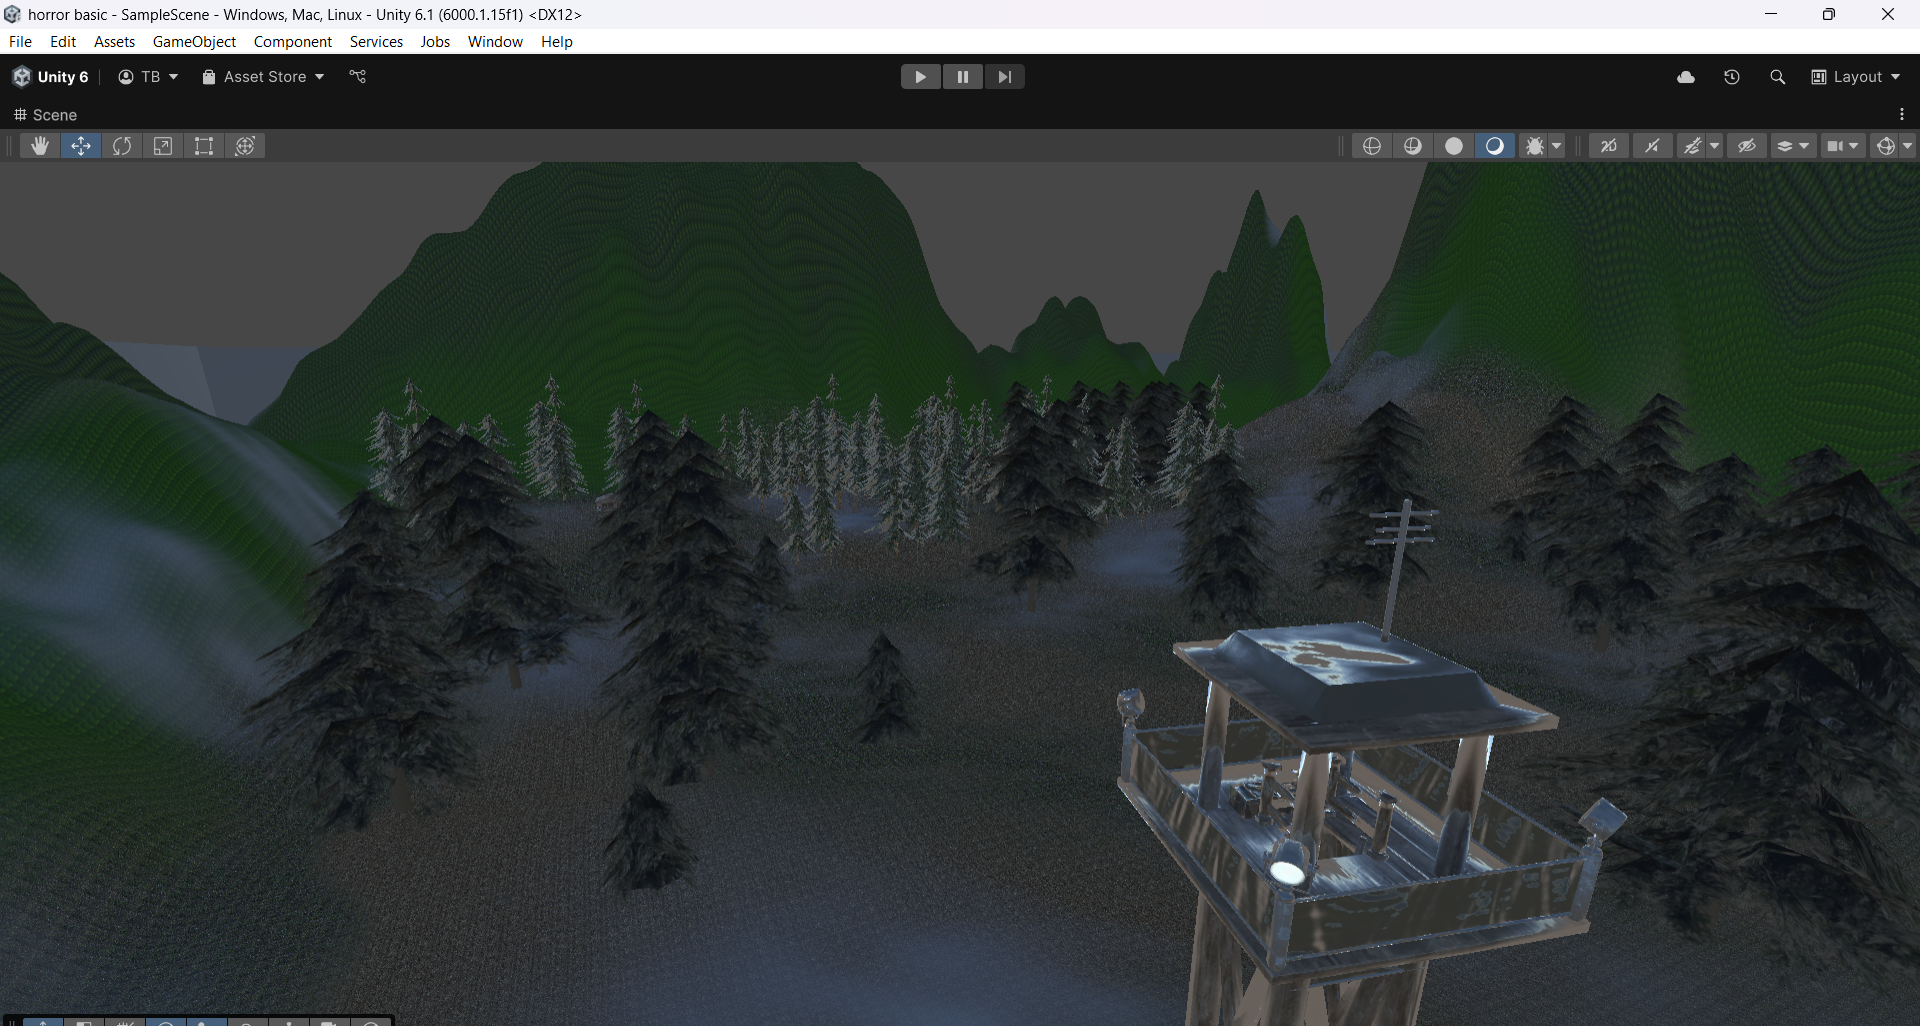 horror basic - SampleScene - Windows, Mac, Linux - Unity 6.1 (6000.1.15f1) <DX12>
File Edit Assets GameObject Component Services Jobs Window Help
Unity 6 TB Asset Store Layout
Scene
2D